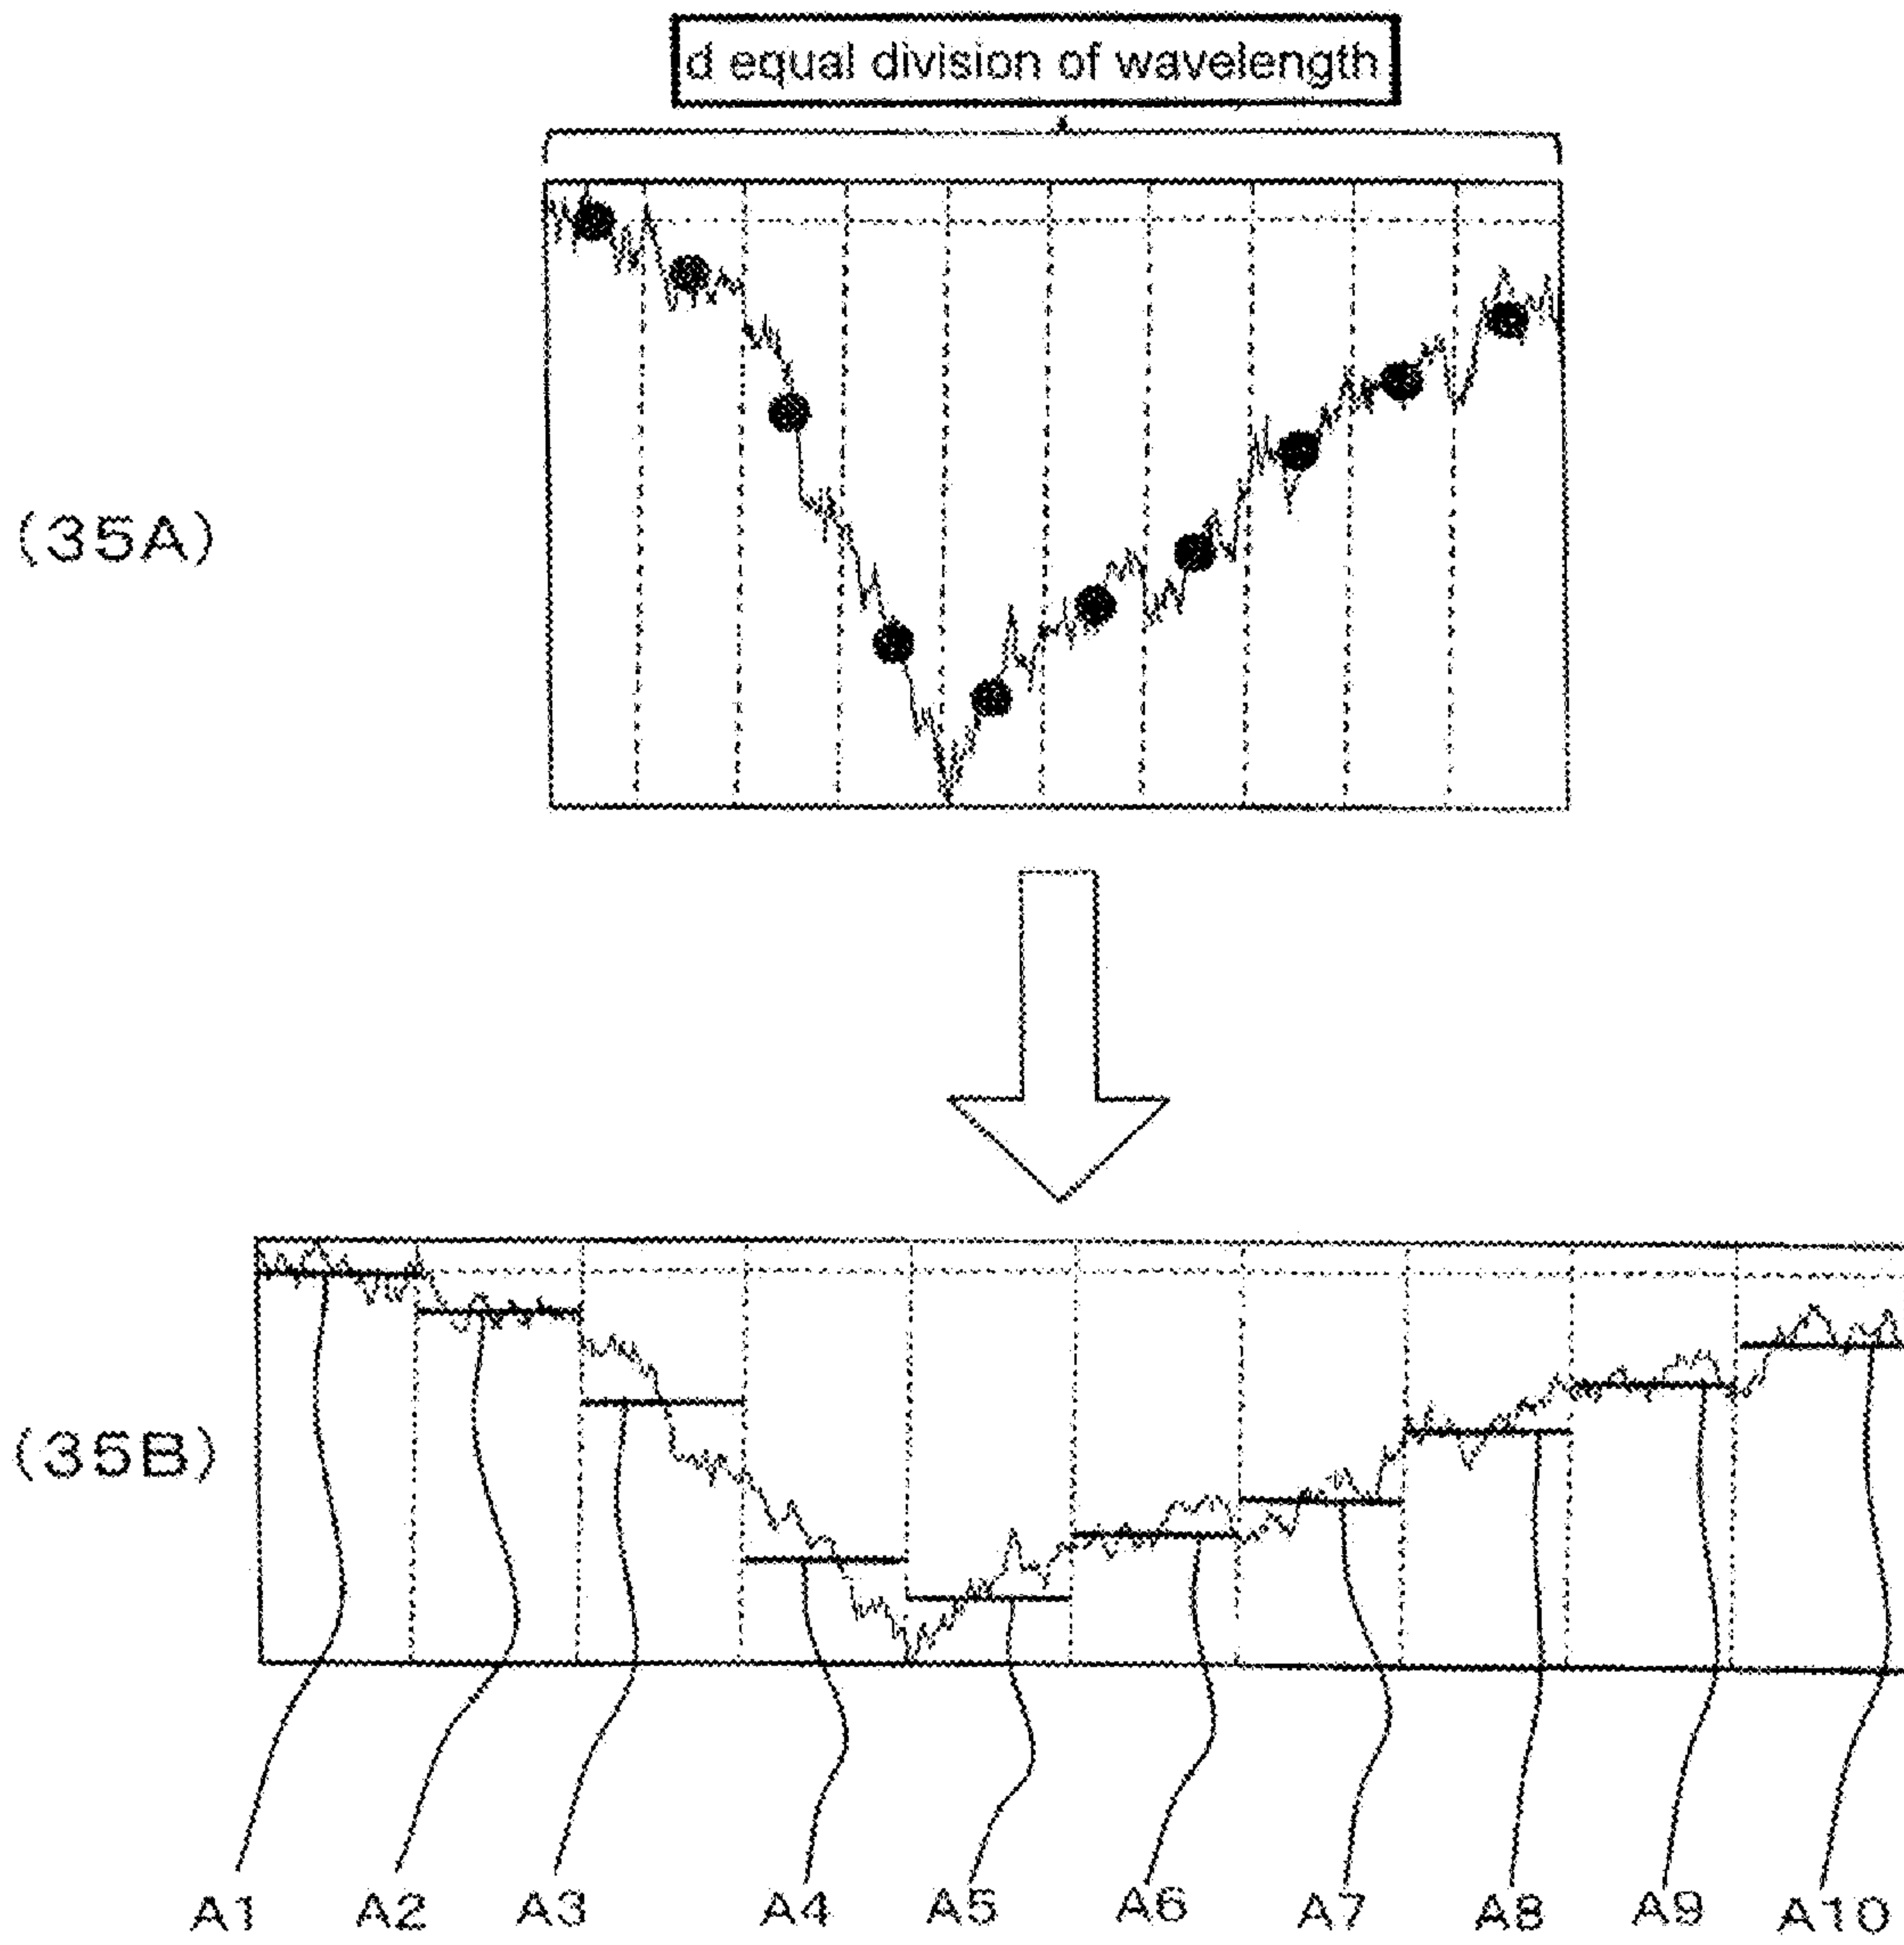 d equal division of wavelength
(35A)
(35B)
A1 A2 A3 A4 A5 A6 A7 A8 A9 A10